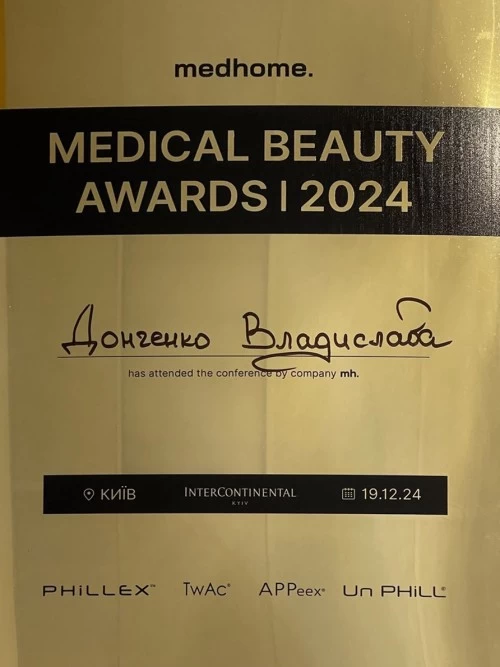 medhome.
MEDICAL BEAUTY
AWARDS | 2024
Донченко Владислава
has attended the conference by company mh.
КИЇВ INTERCONTINENTAL KYIV 19.12.24
PHiLLEX™ TwAc® APPeex® Un PHiLL®